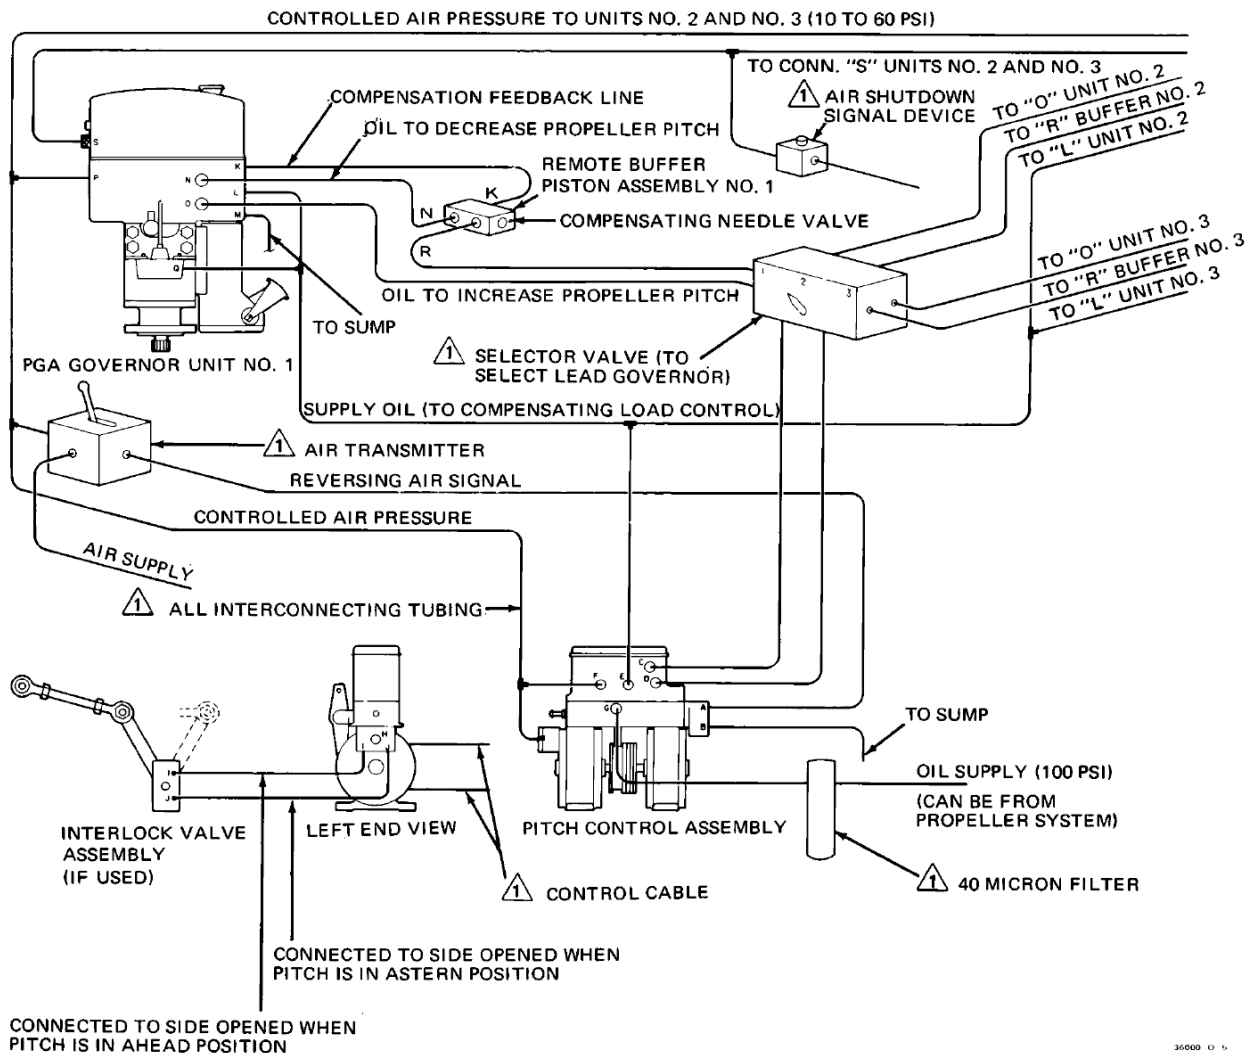 CONTROLLED AIR PRESSURE TO UNITS NO. 2 AND NO. 3 (10 TO 60 PSI)
TO CONN. "S" UNITS NO. 2 AND NO. 3
1 AIR SHUTDOWN
SIGNAL DEVICE
TO "O" UNIT NO. 2
TO "R" BUFFER NO. 2
TO "L" UNIT NO. 2
COMPENSATION FEEDBACK LINE
OIL TO DECREASE PROPELLER PITCH
REMOTE BUFFER
PISTON ASSEMBLY NO. 1
COMPENSATING NEEDLE VALVE
S
P
K
N
L
O
M
Q
K
N
R
TO "O" UNIT NO. 3
TO "R" BUFFER NO. 3
TO "L" UNIT NO. 3
1
2
3
OIL TO INCREASE PROPELLER PITCH
TO SUMP
PGA GOVERNOR UNIT NO. 1
1 SELECTOR VALVE (TO
SELECT LEAD GOVERNOR)
SUPPLY OIL (TO COMPENSATING LOAD CONTROL)
1 AIR TRANSMITTER
REVERSING AIR SIGNAL
CONTROLLED AIR PRESSURE
AIR SUPPLY
1 ALL INTERCONNECTING TUBING
C
F
E
D
G
A
B
H
I
J
TO SUMP
OIL SUPPLY (100 PSI)
(CAN BE FROM
PROPELLER SYSTEM)
INTERLOCK VALVE
ASSEMBLY
(IF USED)
LEFT END VIEW
PITCH CONTROL ASSEMBLY
1 CONTROL CABLE
1 40 MICRON FILTER
CONNECTED TO SIDE OPENED WHEN
PITCH IS IN ASTERN POSITION
CONNECTED TO SIDE OPENED WHEN
PITCH IS IN AHEAD POSITION